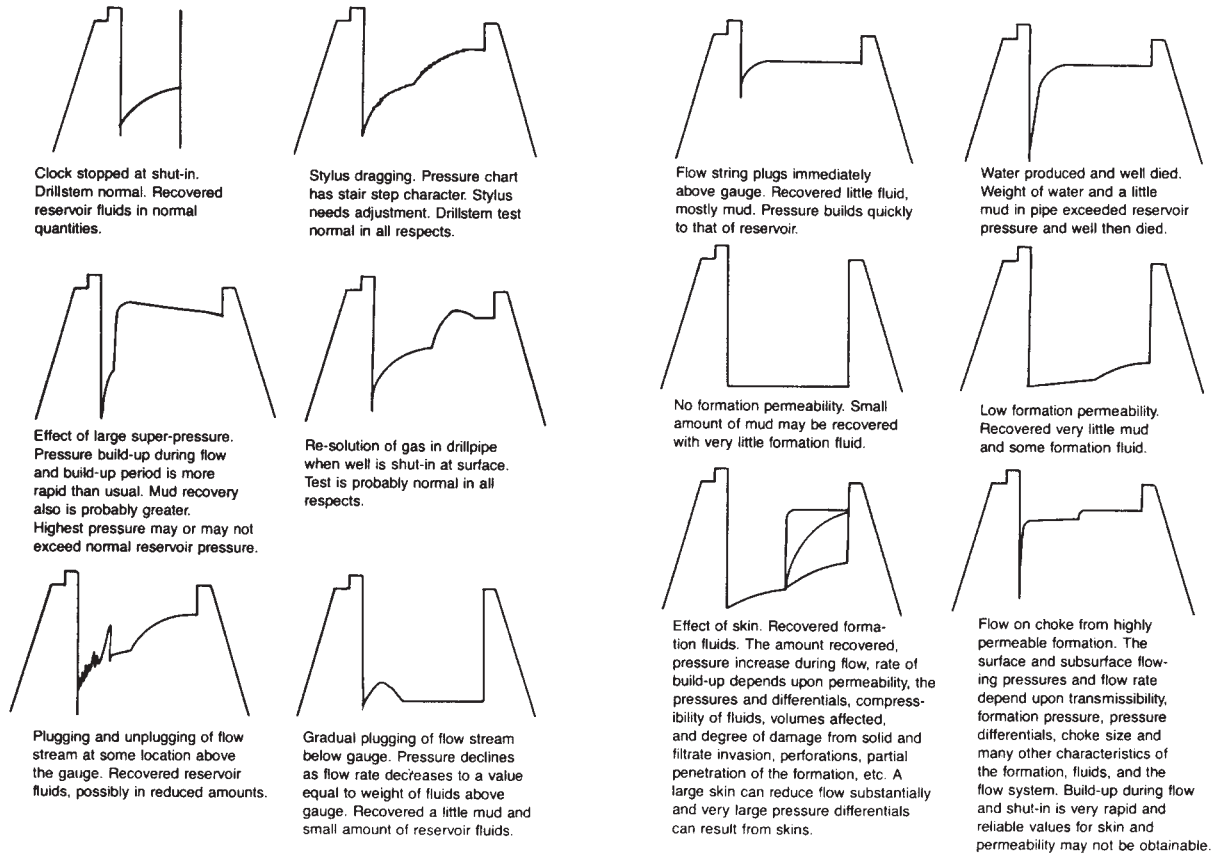 Clock stopped at shut-in.
Drillstem normal. Recovered
reservoir fluids in normal
quantities.
Stylus dragging. Pressure chart
has stair step character. Stylus
needs adjustment. Drillstem test
normal in all respects.
Flow string plugs immediately
above gauge. Recovered little fluid,
mostly mud. Pressure builds quickly
to that of reservoir.
Water produced and well died.
Weight of water and a little
mud in pipe exceeded reservoir
pressure and well then died.
Effect of large super-pressure.
Pressure build-up during flow
and build-up period is more
rapid than usual. Mud recovery
also is probably greater.
Highest pressure may or may not
exceed normal reservoir pressure.
Re-solution of gas in drillpipe
when well is shut-in at surface.
Test is probably normal in all
respects.
No formation permeability. Small
amount of mud may be recovered
with very little formation fluid.
Low formation permeability.
Recovered very little mud
and some formation fluid.
Plugging and unplugging of flow
stream at some location above
the gauge. Recovered reservoir
fluids, possibly in reduced amounts.
Gradual plugging of flow stream
below gauge. Pressure declines
as flow rate decreases to a value
equal to weight of fluids above
gauge. Recovered a little mud and
small amount of reservoir fluids.
Effect of skin. Recovered forma-
tion fluids. The amount recovered,
pressure increase during flow, rate of
build-up depends upon permeability, the
pressures and differentials, compress-
ibility of fluids, volumes affected,
and degree of damage from solid and
filtrate invasion, perforations, partial
penetration of the formation, etc. A
large skin can reduce flow substantially
and very large pressure differentials
can result from skins.
Flow on choke from highly
permeable formation. The
surface and subsurface flow-
ing pressures and flow rate
depend upon transmissibility,
formation pressure, pressure
differentials, choke size and
many other characteristics of
the formation, fluids, and the
flow system. Build-up during flow
and shut-in is very rapid and
reliable values for skin and
permeability may not be obtainable.